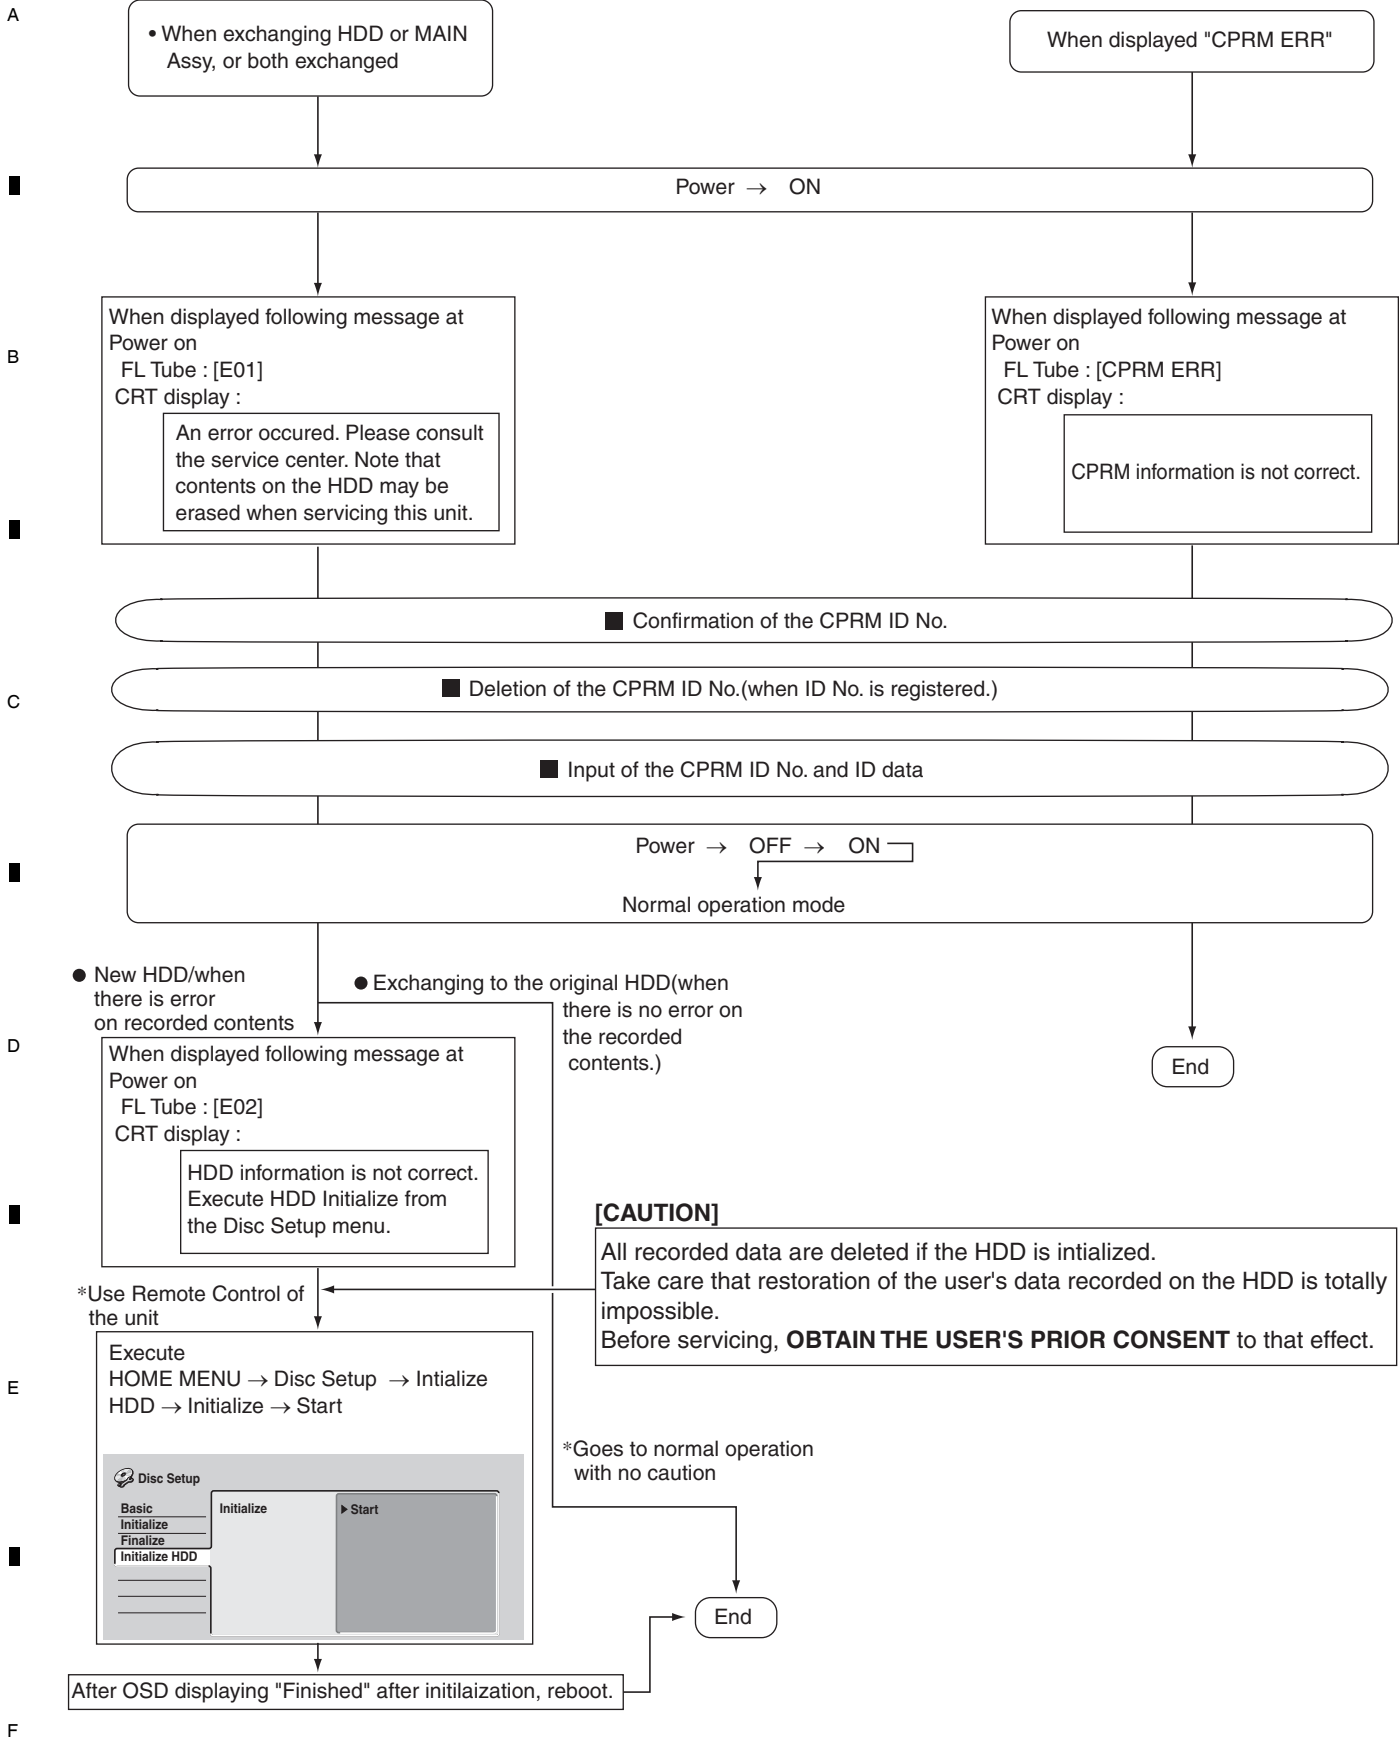 A
• When exchanging HDD or MAIN
Assy, or both exchanged
When displayed "CPRM ERR"
Power → ON
When displayed following message at
Power on
FL Tube : [E01]
CRT display :
An error occured. Please consult
the service center. Note that
contents on the HDD may be
erased when servicing this unit.
When displayed following message at
Power on
FL Tube : [CPRM ERR]
CRT display :
CPRM information is not correct.
B
■ Confirmation of the CPRM ID No.
■ Deletion of the CPRM ID No.(when ID No. is registered.)
C
■ Input of the CPRM ID No. and ID data
Power → OFF → ON
Normal operation mode
● New HDD/when
there is error
on recorded contents
● Exchanging to the original HDD(when
there is no error on
the recorded
contents.)
D
End
When displayed following message at
Power on
FL Tube : [E02]
CRT display :
HDD information is not correct.
Execute HDD Initialize from
the Disc Setup menu.
[CAUTION]
All recorded data are deleted if the HDD is intialized.
Take care that restoration of the user's data recorded on the HDD is totally
impossible.
Before servicing, OBTAIN THE USER'S PRIOR CONSENT to that effect.
*Use Remote Control of
the unit
Execute
HOME MENU → Disc Setup → Intialize
HDD → Initialize → Start
E
*Goes to normal operation
with no caution
Disc Setup
Basic
Initialize
Finalize
Initialize HDD
Initialize
Start
End
After OSD displaying "Finished" after initilaization, reboot.
F